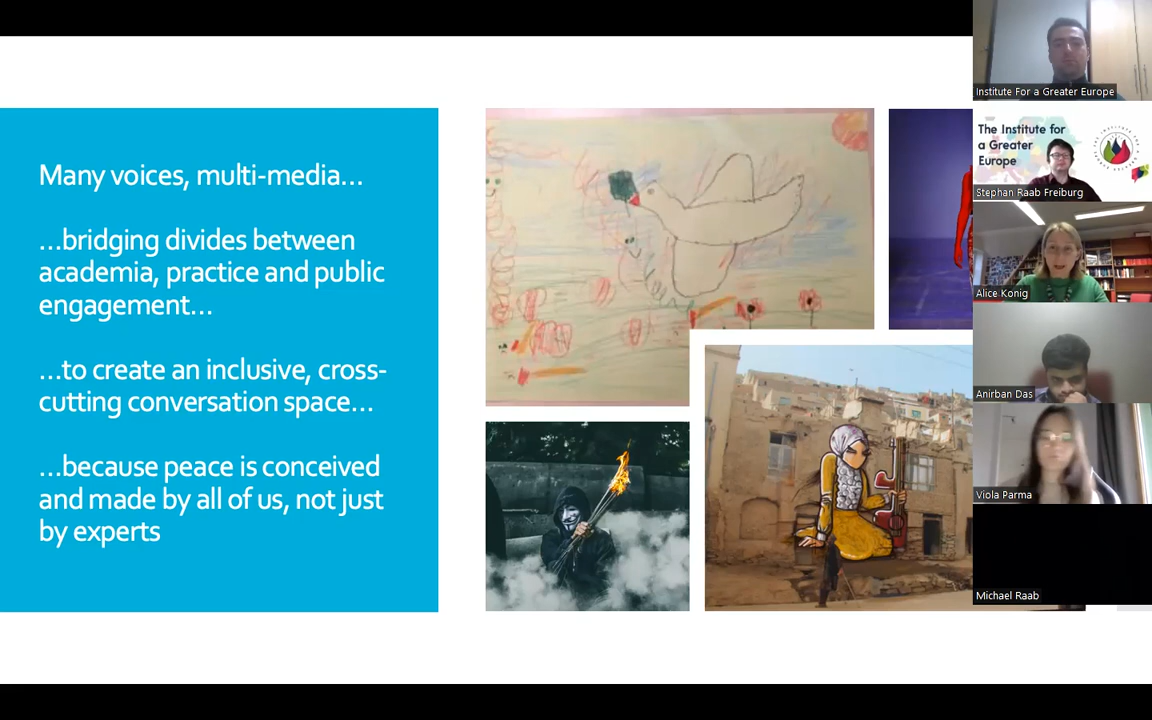 Many voices, multi-media...
...bridging divides between
academia, practice and public
engagement...
...to create an inclusive, cross-
cutting conversation space...
...because peace is conceived
and made by all of us, not just
by experts
Institute For a Greater Europe
The Institute for
a Greater
Europe
Stephan Raab Freiburg
Alice Konig
Anirban Das
Viola Parma
Michael Raab